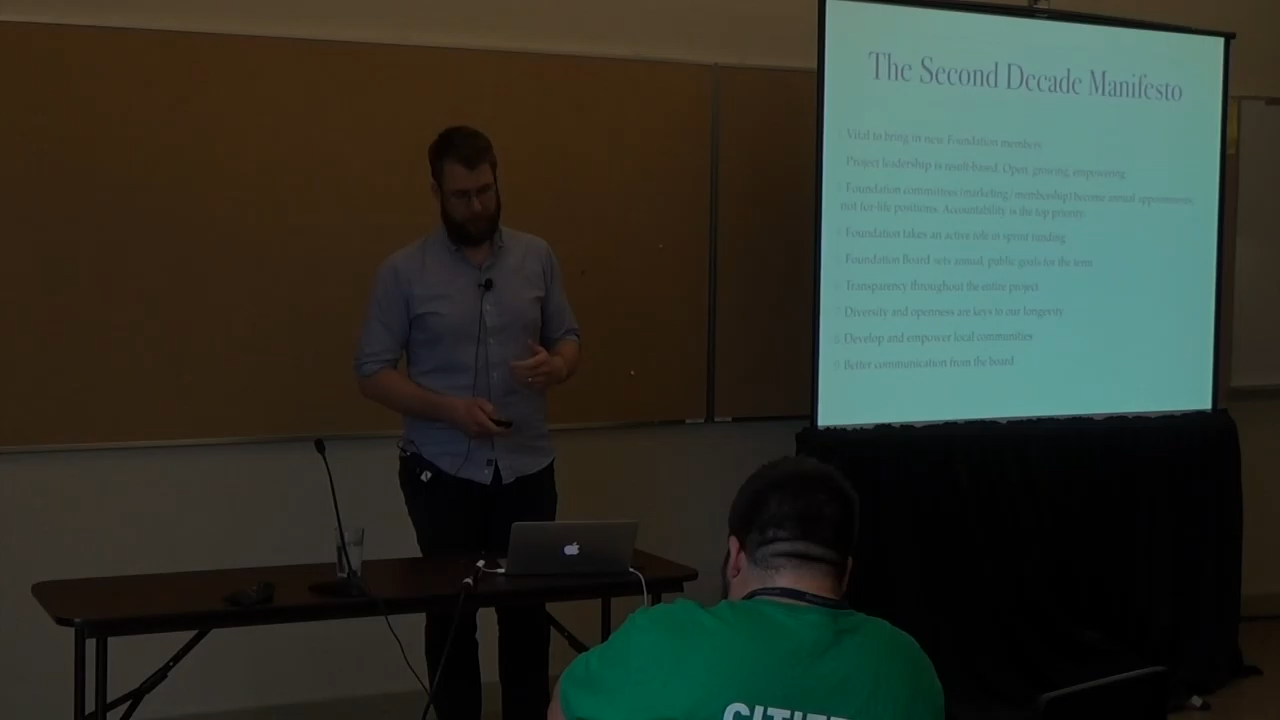 The Second Decade Manifesto
Vital to bring in new Foundation members
Project leadership is result-based. Open, growing, empowering.
Foundation committees (marketing/membership) become annual appointments,
not for-life positions. Accountability is the top priority.
Foundation takes an active role in sprint funding
Foundation Board sets annual, public goals for the term
Transparency throughout the entire project
Diversity and openness are keys to our longevity
Develop and empower local communities
9 Better communication from the board